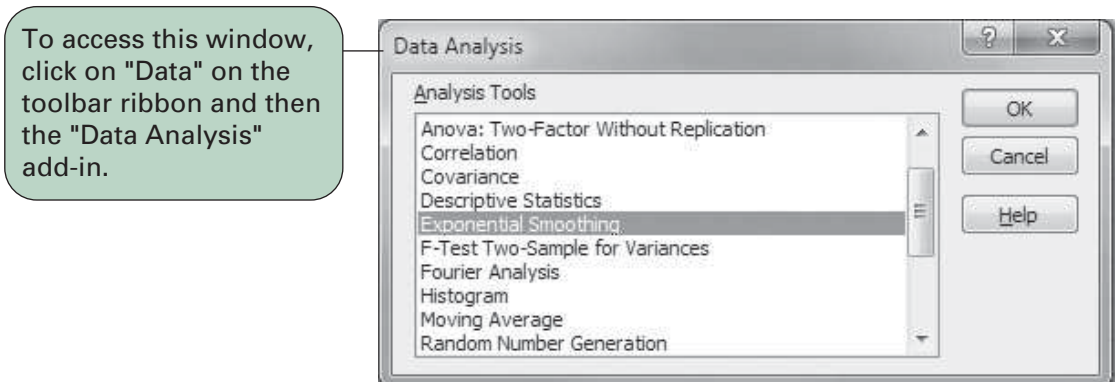 To access this window,
click on "Data" on the
toolbar ribbon and then
the "Data Analysis"
add-in.
Data Analysis
?
Analysis Tools
Anova: Two-Factor Without Replication
Correlation
Covariance
Descriptive Statistics
Exponential Smoothing
F-Test Two-Sample for Variances
Fourier Analysis
Histogram
Moving Average
Random Number Generation
OK
Cancel
Help